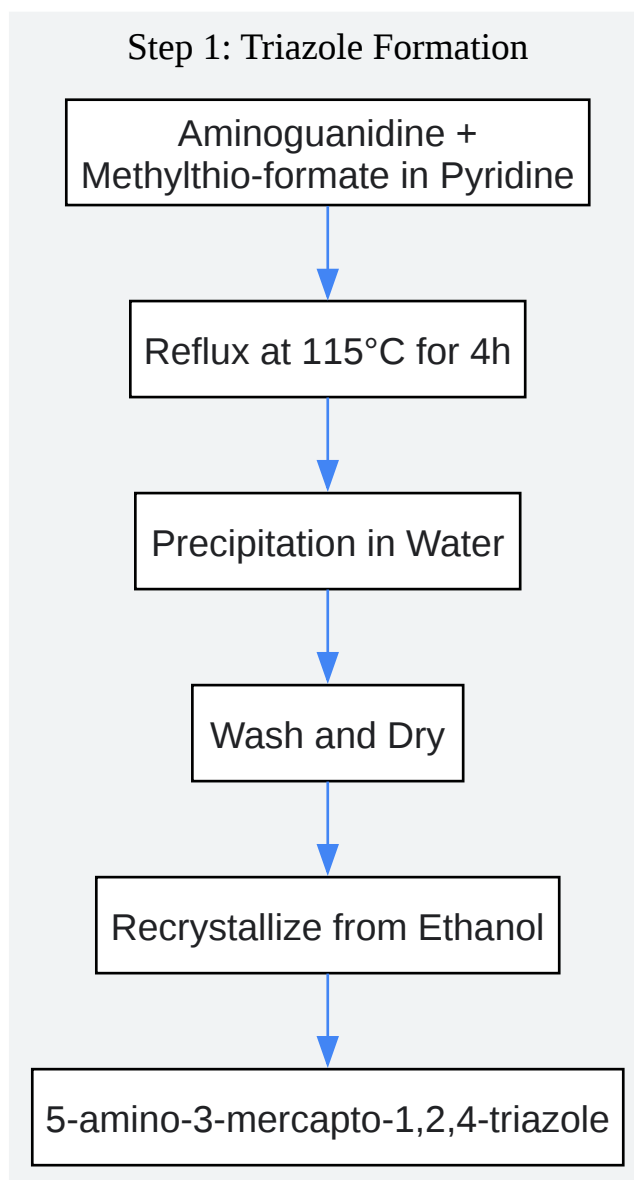 Step 1: Triazole Formation
Aminoguanidine +
Methylthio-formate in Pyridine
Reflux at 115°C for 4h
Precipitation in Water
Wash and Dry
Recrystallize from Ethanol
5-amino-3-mercapto-1,2,4-triazole